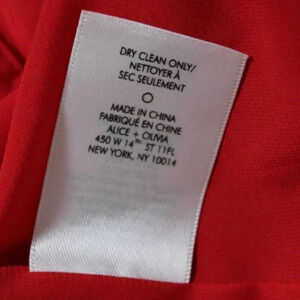 DRY CLEAN ONLY/
NETTOYER À
SEC SEULEMENT
MADE IN CHINA
FABRIQUÉ EN CHINE
ALICE + OLIVIA
450 W 14TH ST 11FL
NEW YORK, NY 10014